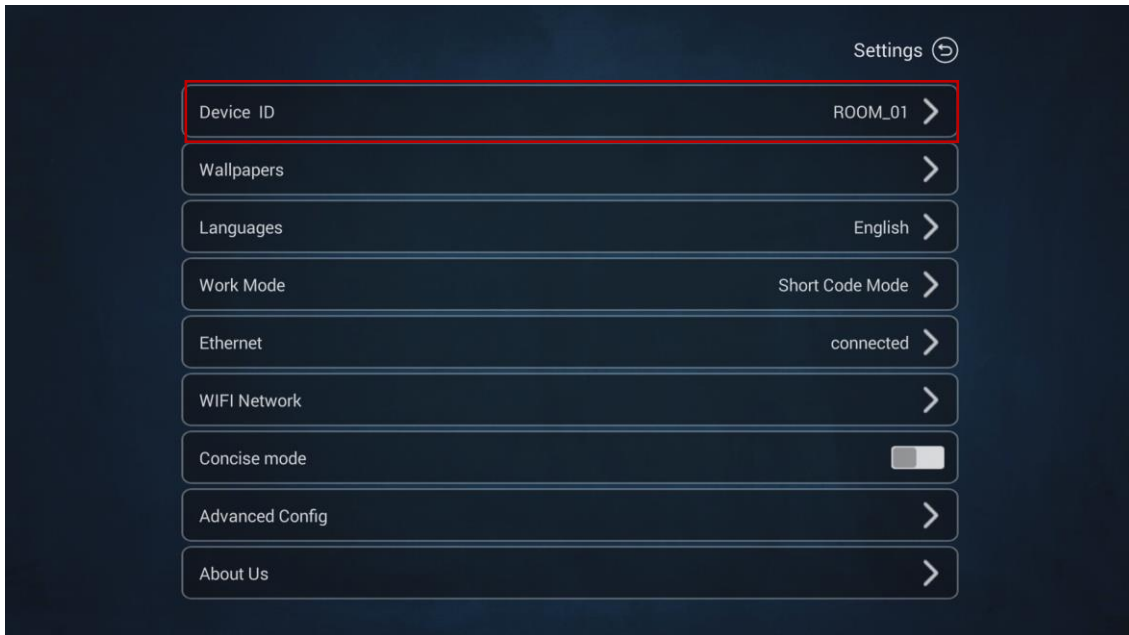 Settings
Device ID ROOM_01
Wallpapers
Languages English
Work Mode Short Code Mode
Ethernet connected
WIFI Network
Concise mode
Advanced Config
About Us